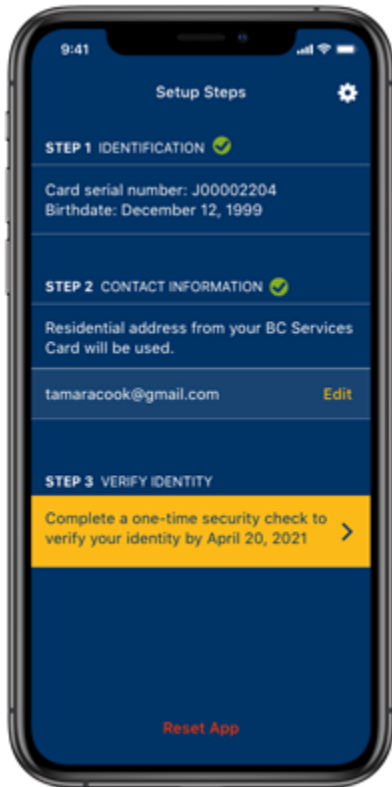 9:41
Setup Steps
STEP 1 IDENTIFICATION
Card serial number: J00002204
Birthdate: December 12, 1999
STEP 2 CONTACT INFORMATION
Residential address from your BC Services
Card will be used.
tamaracook@gmail.com Edit
STEP 3 VERIFY IDENTITY
Complete a one-time security check to
verify your identity by April 20, 2021
Reset App